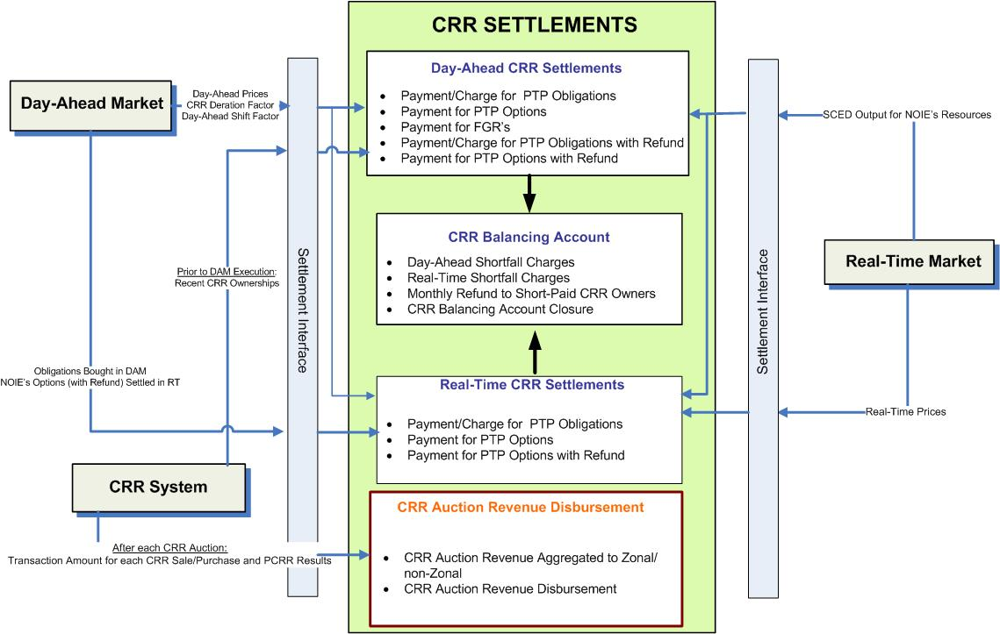 CRR SETTLEMENTS
Day-Ahead Market
Day-Ahead Prices
CRR Deration Factor
Day-Ahead Shift Factor
Day-Ahead CRR Settlements
• Payment/Charge for PTP Obligations
• Payment for PTP Options
• Payment for FGR's
• Payment/Charge for PTP Obligations with Refund
• Payment for PTP Options with Refund
SCED Output for NOIE's Resources
Settlement Interface
CRR Balancing Account
• Day-Ahead Shortfall Charges
• Real-Time Shortfall Charges
• Monthly Refund to Short-Paid CRR Owners
• CRR Balancing Account Closure
Settlement Interface
Real-Time Market
Prior to DAM Execution:
Recent CRR Ownerships
Obligations Bought in DAM
NOIE's Options (with Refund) Settled in RT
Real-Time CRR Settlements
• Payment/Charge for PTP Obligations
• Payment for PTP Options
• Payment for PTP Options with Refund
Real-Time Prices
CRR System
After each CRR Auction:
Transaction Amount for each CRR Sale/Purchase and PCRR Results
CRR Auction Revenue Disbursement
• CRR Auction Revenue Aggregated to Zonal/
non-Zonal
• CRR Auction Revenue Disbursement